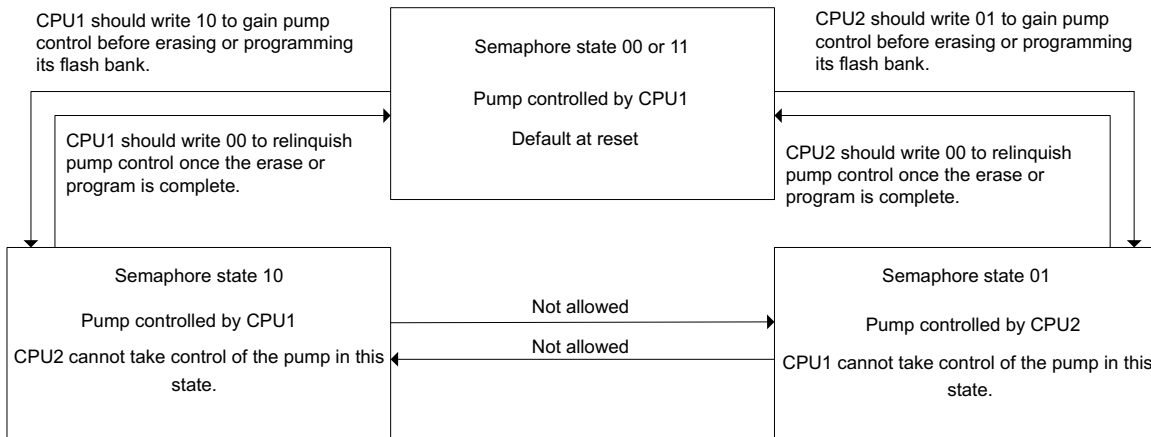 CPU1 should write 10 to gain pump
control before erasing or programming
its flash bank.
Semaphore state 00 or 11
Pump controlled by CPU1
Default at reset
CPU2 should write 01 to gain pump
control before erasing or programming
its flash bank.
CPU1 should write 00 to relinquish
pump control once the erase or
program is complete.
CPU2 should write 00 to relinquish
pump control once the erase or
program is complete.
Semaphore state 10
Pump controlled by CPU1
CPU2 cannot take control of the pump in this
state.
Not allowed
Not allowed
Semaphore state 01
Pump controlled by CPU2
CPU1 cannot take control of the pump in this
state.